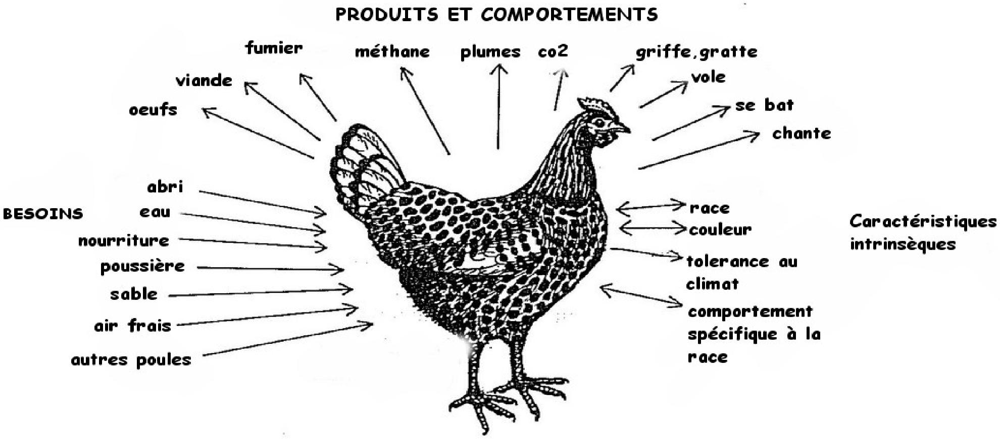 PRODUITS ET COMPORTEMENTS
fumier
méthane
plumes
co2
griffe,gratte
viande
vole
oeufs
se bat
chante
BESOINS
abri
eau
nourriture
poussière
sable
air frais
autres poules
race
couleur
tolerance au
climat
comportement
spécifique à la
race
Caractéristiques
intrinsèques